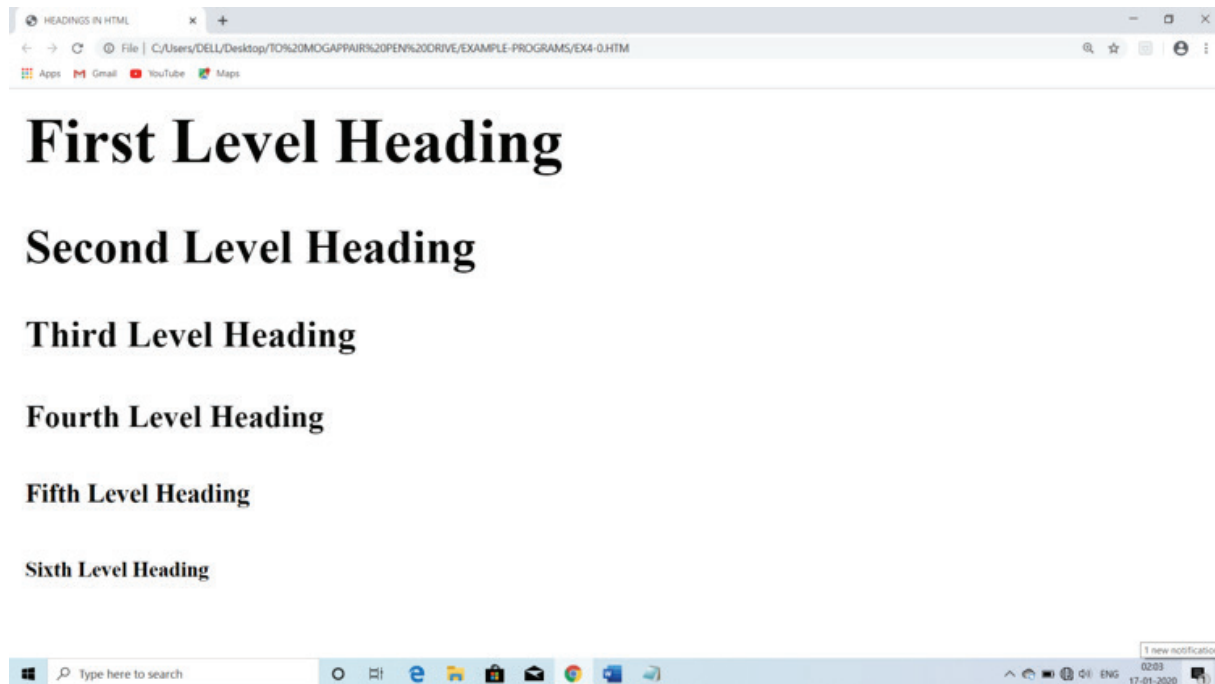 HEADINGS IN HTML
File | C:/Users/DELL/Desktop/TO%20MOGAPPAIR%20PEN%20DRIVE/EXAMPLE-PROGRAMS/EX4-0.HTM
Apps Gmail YouTube Maps
First Level Heading
Second Level Heading
Third Level Heading
Fourth Level Heading
Fifth Level Heading
Sixth Level Heading
1 new notification
Type here to search
ENG
02:03
17-01-2020